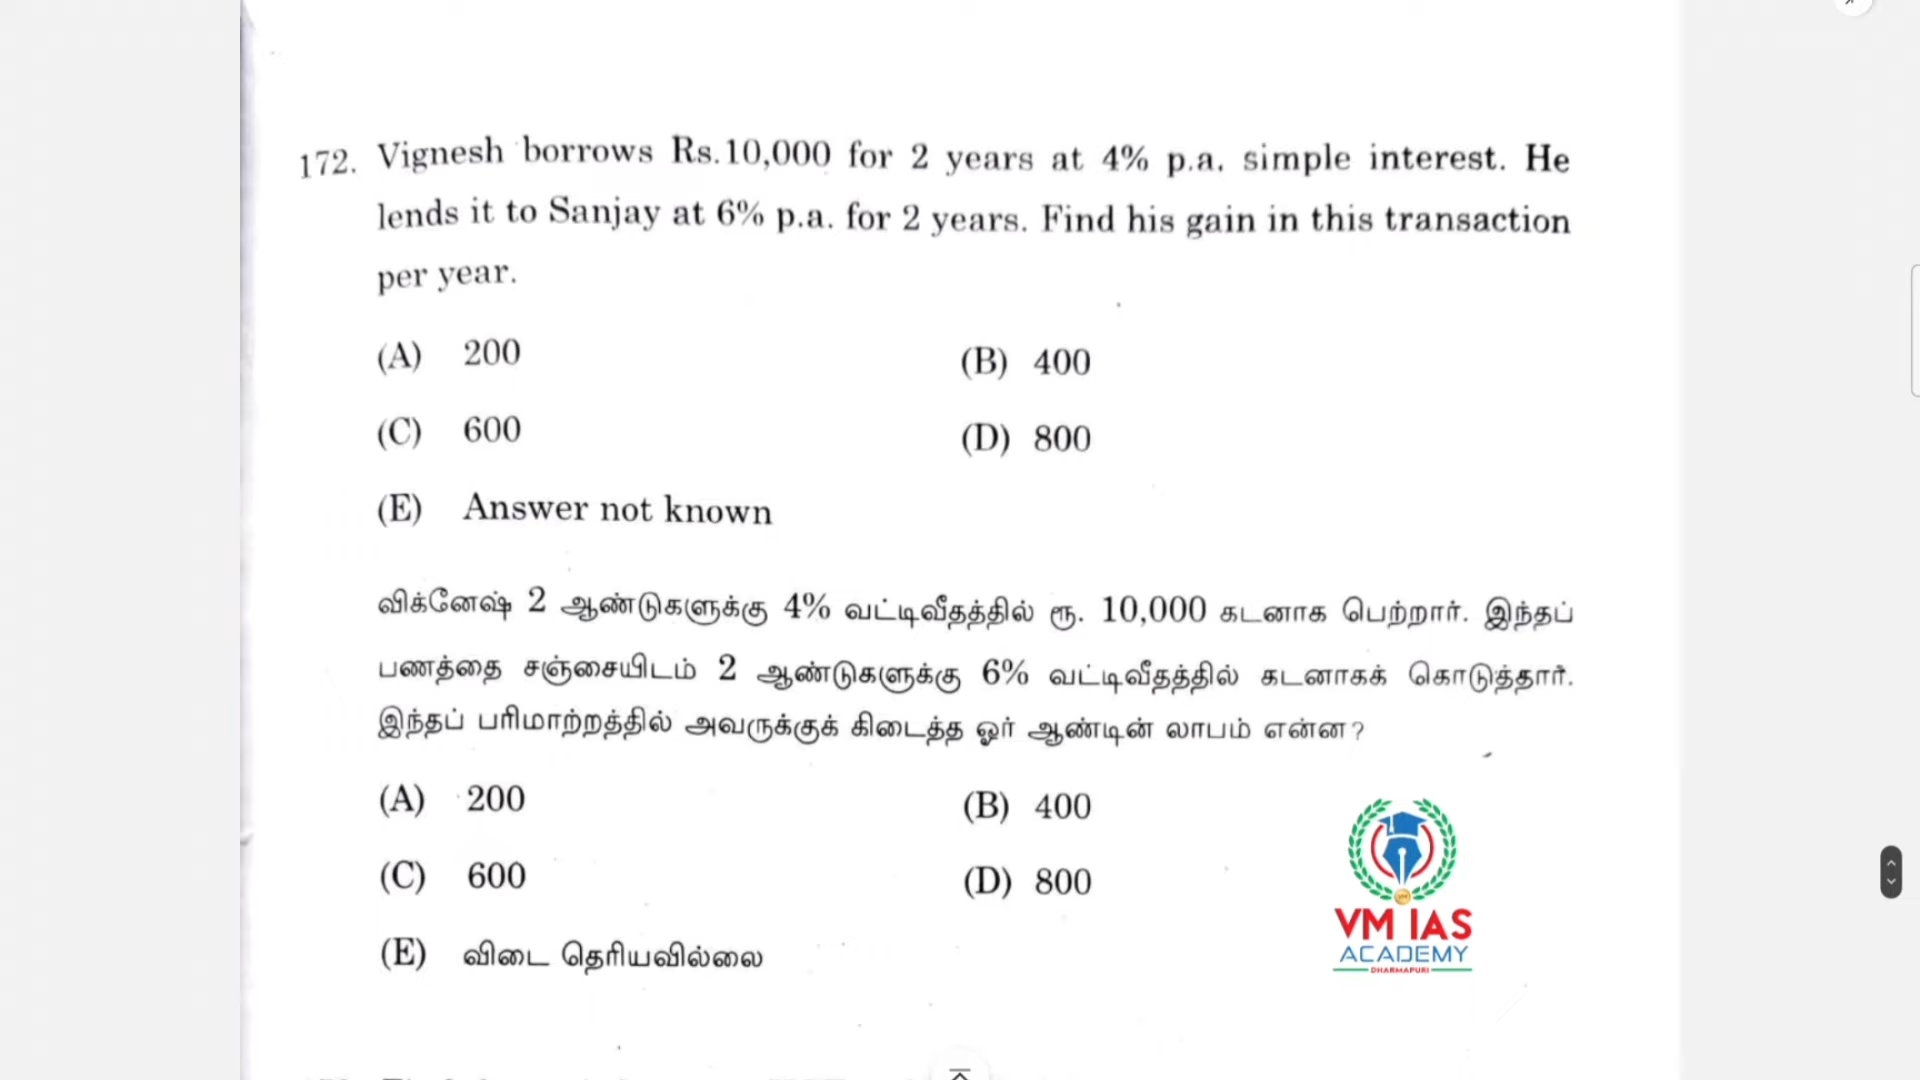 172. Vignesh borrows Rs.10,000 for 2 years at 4% p.a. simple interest. He
lends it to Sanjay at 6% p.a. for 2 years. Find his gain in this transaction
per year.
(A) 200 (B) 400
(C) 600 (D) 800
(E) Answer not known
விக்னேஷ் 2 ஆண்டுகளுக்கு 4% வட்டிவீதத்தில் ரூ. 10,000 கடனாக பெற்றார். இந்தப்
பணத்தை சஞ்சையிடம் 2 ஆண்டுகளுக்கு 6% வட்டிவீதத்தில் கடனாகக் கொடுத்தார்.
இந்தப் பரிமாற்றத்தில் அவருக்குக் கிடைத்த ஓர் ஆண்டின் லாபம் என்ன?
(A) 200 (B) 400
(C) 600 (D) 800
(E) விடை தெரியவில்லை
VM IAS
ACADEMY
DHARMAPURI